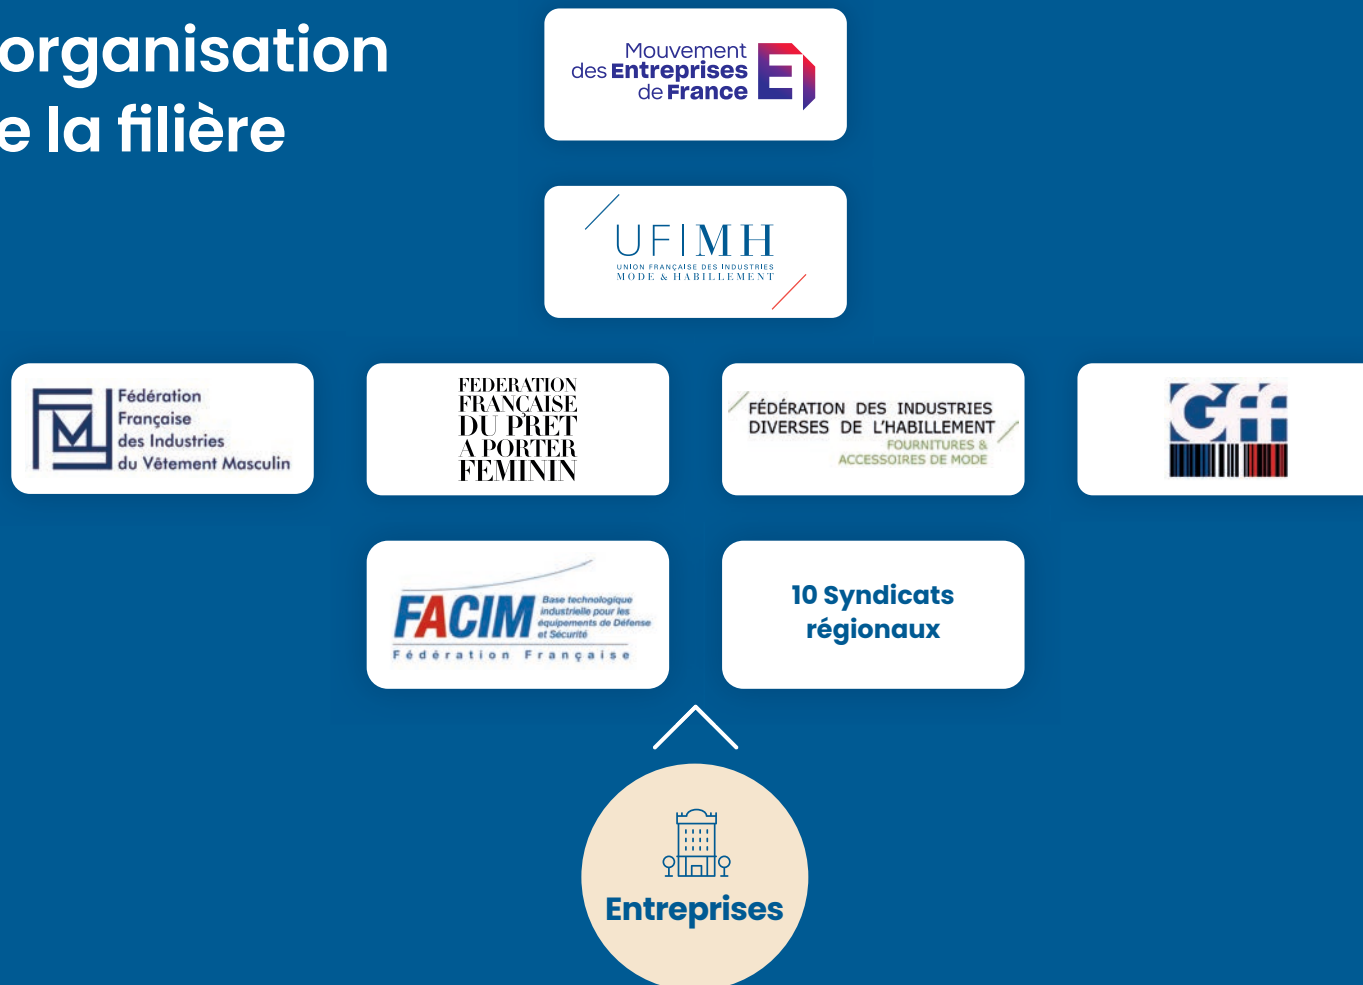 organisation
e la filière
Mouvement
des Entreprises
de France
UFIMH
UNION FRANÇAISE DES INDUSTRIES
MODE & HABILLEMENT
Fédération
Française
des Industries
du Vêtement Masculin
FEDERATION
FRANÇAISE
DU PRET
A PORTER
FEMININ
FÉDÉRATION DES INDUSTRIES
DIVERSES DE L'HABILLEMENT
FOURNITURES &
ACCESSOIRES DE MODE
Gff
FACIM
Base technologique
industrielle pour les
équipements de Défense
et Sécurité
Fédération Française
10 Syndicats
régionaux
Entreprises